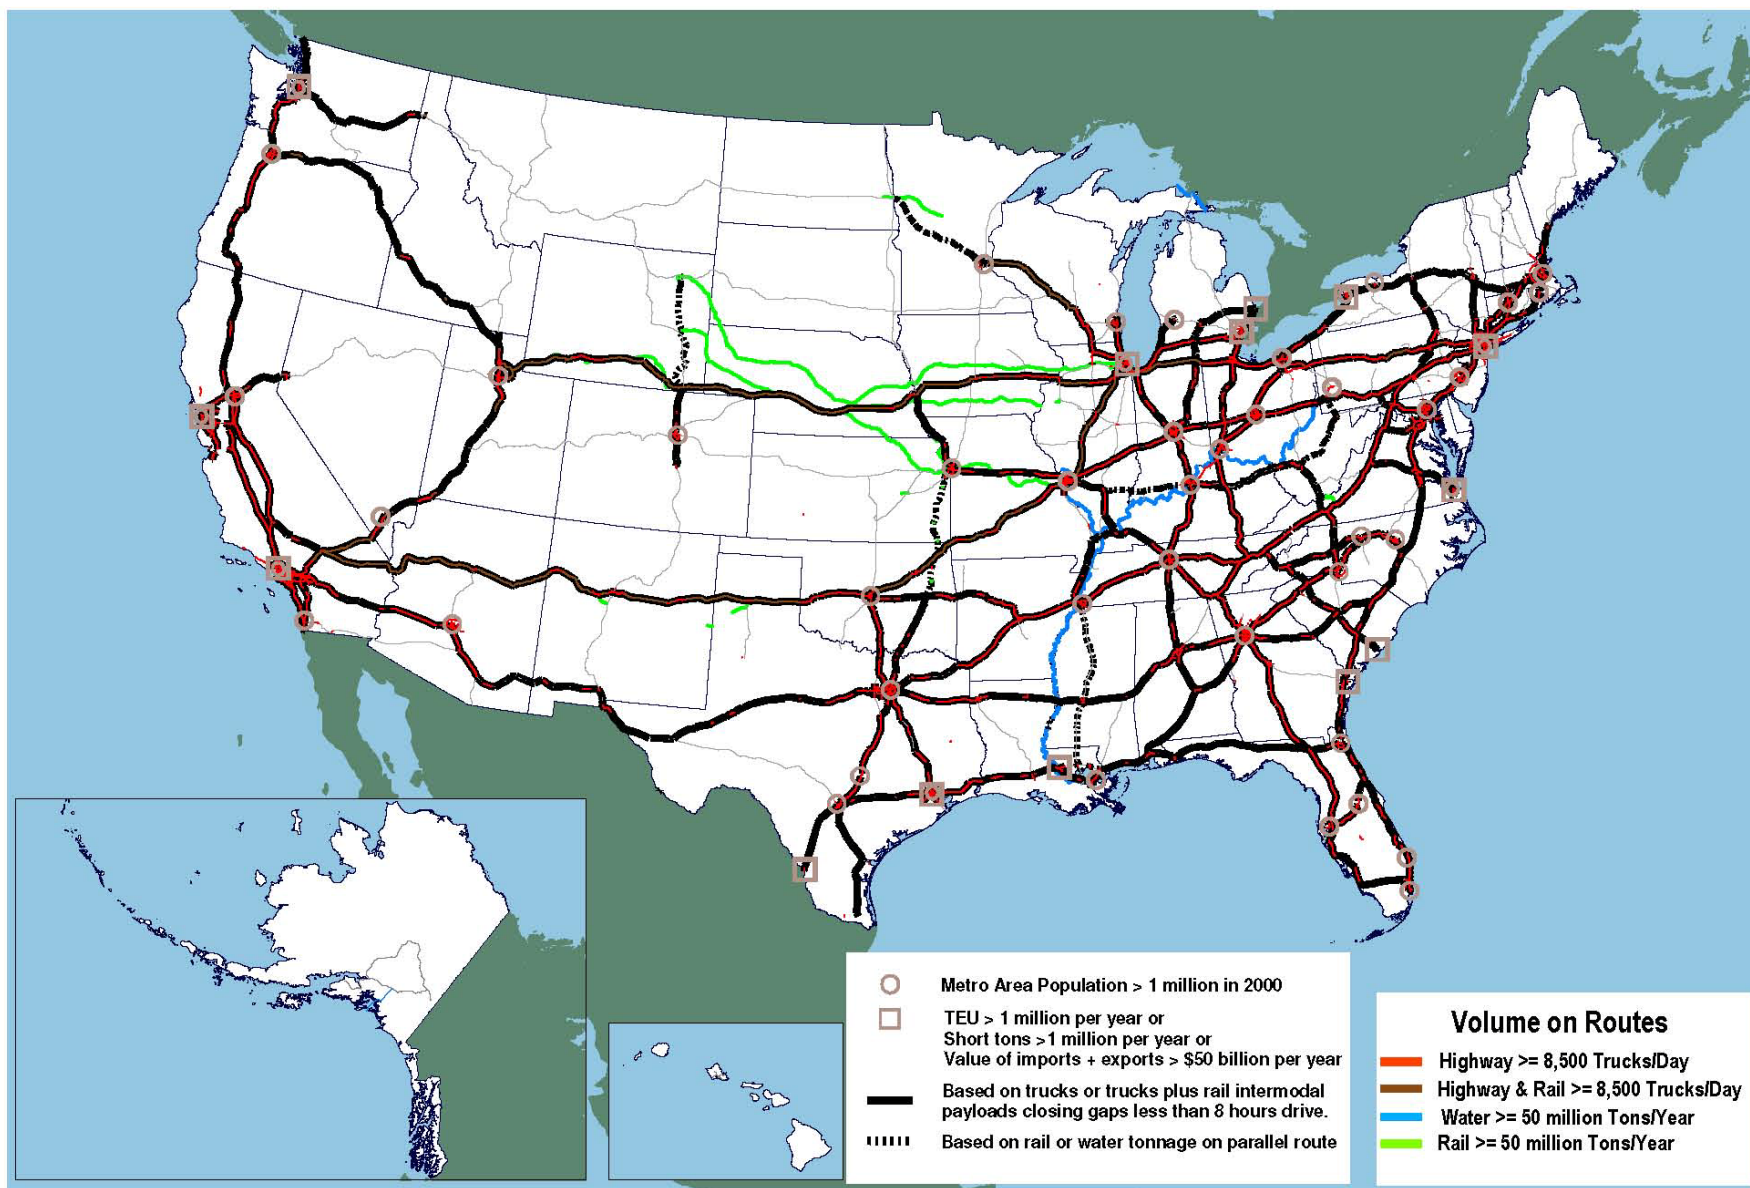 Metro Area Population > 1 million in 2000
TEU > 1 million per year or
Short tons >1 million per year or
Value of imports + exports > $50 billion per year
Based on trucks or trucks plus rail intermodal
payloads closing gaps less than 8 hours drive.
Based on rail or water tonnage on parallel route
Volume on Routes
Highway >= 8,500 Trucks/Day
Highway & Rail >= 8,500 Trucks/Day
Water >= 50 million Tons/Year
Rail >= 50 million Tons/Year